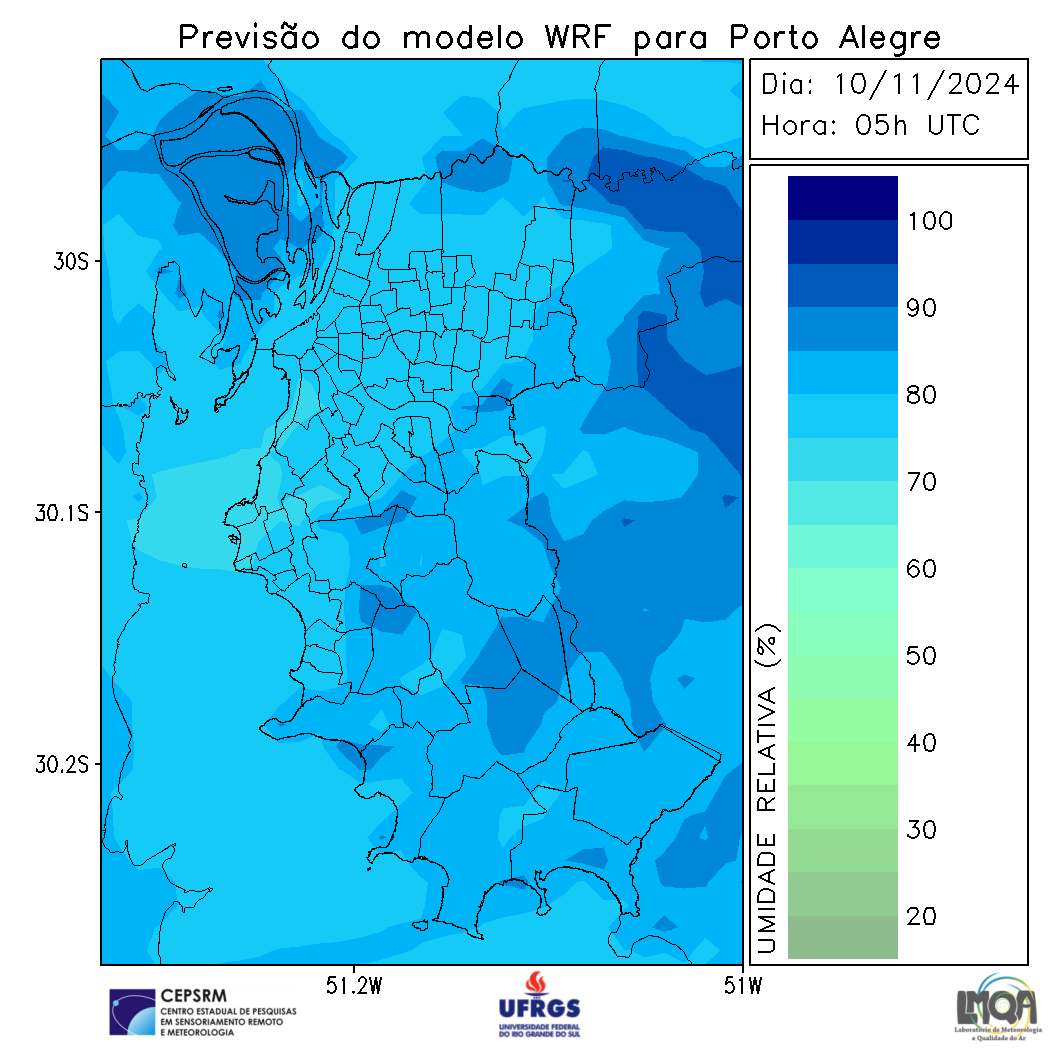 Previsão do modelo WRF para Porto Alegre
Dia: 10/11/2024
Hora: 05h UTC
30S
30.1S
30.2S
51.2W
51W
UMIDADE RELATIVA (%)
100
90
80
70
60
50
40
30
20
CEPSRM
CENTRO ESTADUAL DE PESQUISAS
EM SENSORIAMENTO REMOTO
E METEOROLOGIA
UFRGS
UNIVERSIDADE FEDERAL
DO RIO GRANDE DO SUL
LMQA
Laboratório de Meteorologia
e Qualidade do Ar